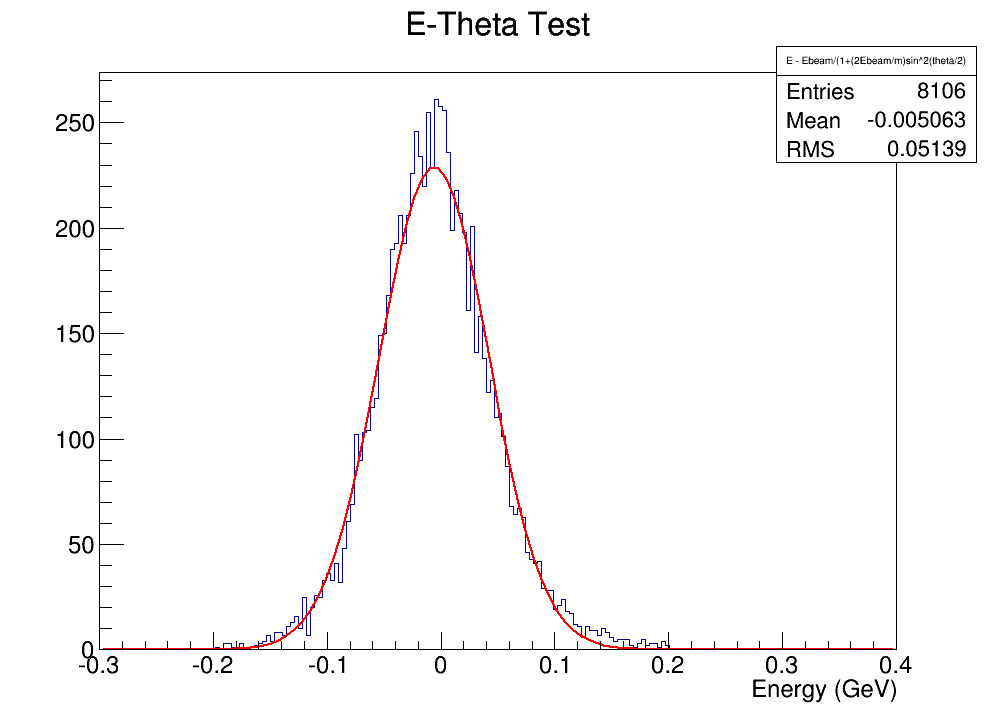 E-Theta Test
E - Ebeam/(1+(2Ebeam/m)sin^2(theta/2)
Entries 8106
Mean -0.005063
RMS 0.05139
250
200
150
100
50
0
-0.3 -0.2 -0.1 0 0.1 0.2 0.3 0.4
Energy (GeV)